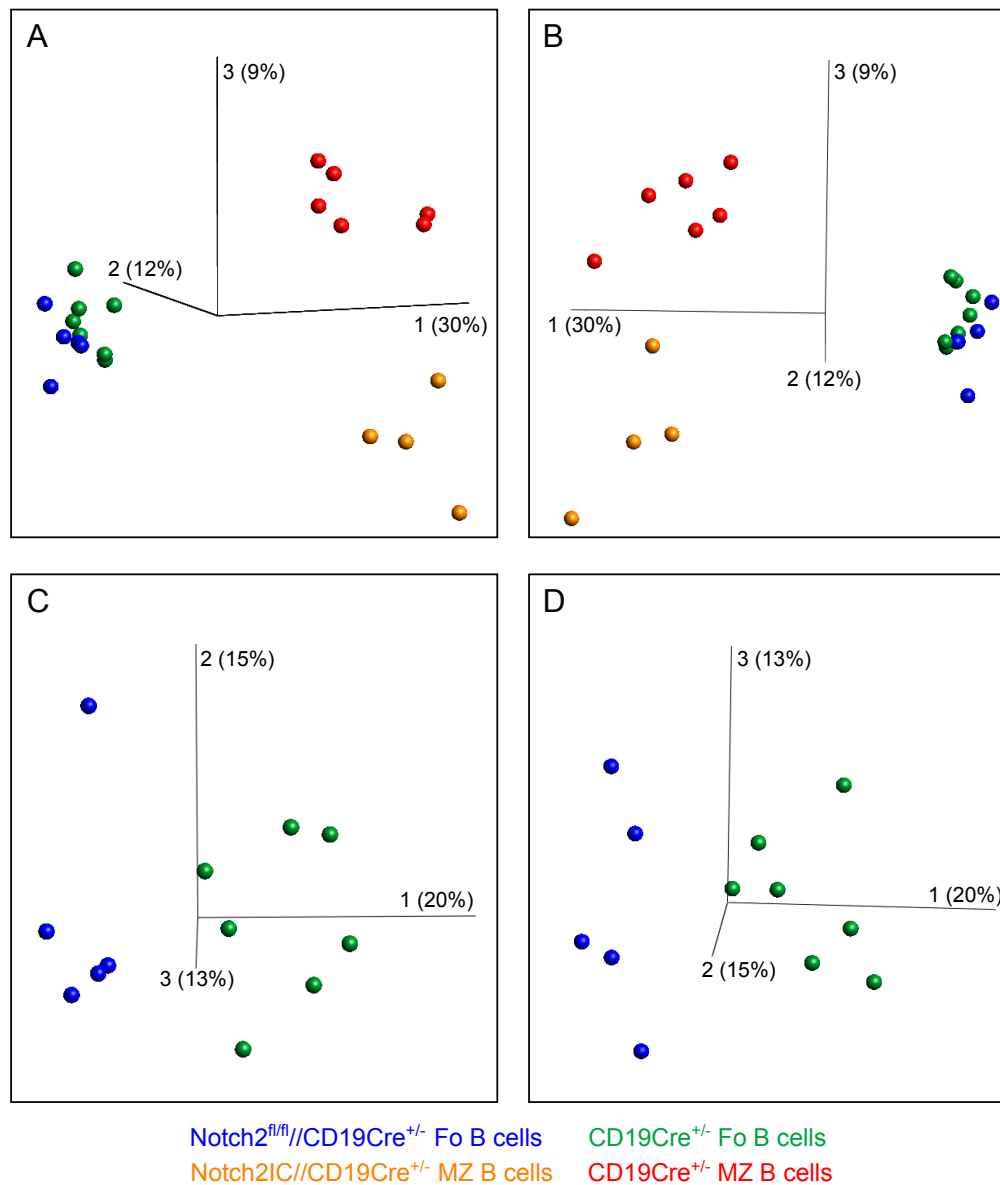 A
3 (9%)
2 (12%)
1 (30%)
B
3 (9%)
1 (30%)
2 (12%)
C
2 (15%)
1 (20%)
3 (13%)
D
3 (13%)
1 (20%)
2 (15%)
Notch2fl/fl//CD19Cre+/- Fo B cells
CD19Cre+/- Fo B cells
Notch2IC//CD19Cre+/- MZ B cells
CD19Cre+/- MZ B cells